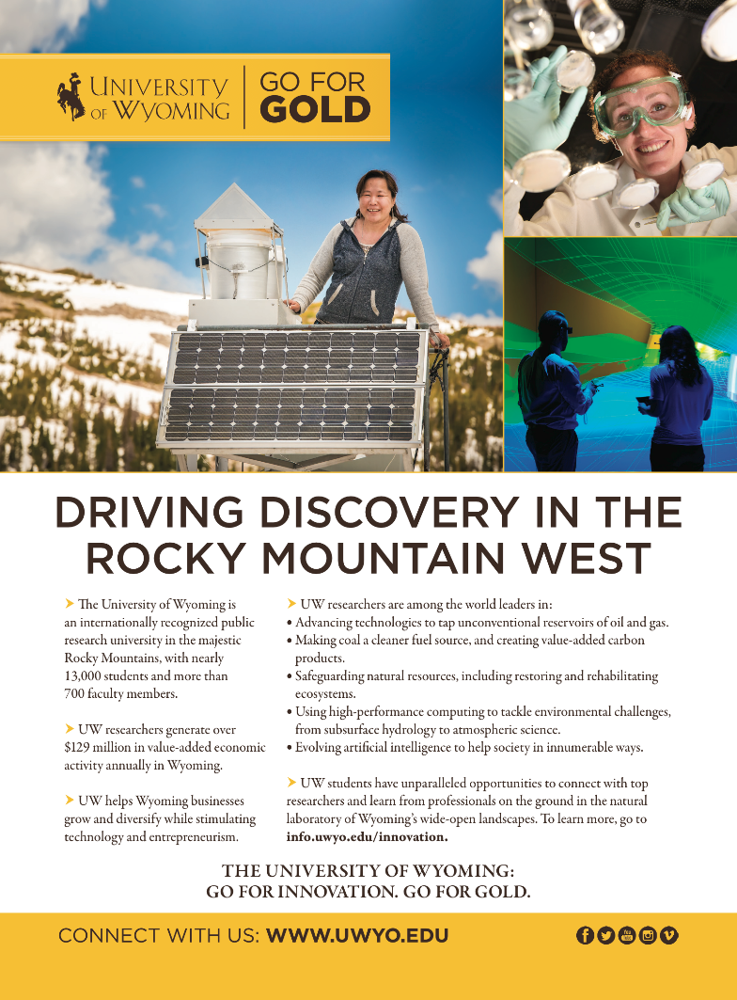 UNIVERSITY
OF WYOMING
GO FOR
GOLD
DRIVING DISCOVERY IN THE
ROCKY MOUNTAIN WEST
➤ The University of Wyoming is
an internationally recognized public
research university in the majestic
Rocky Mountains, with nearly
13,000 students and more than
700 faculty members.
➤ UW researchers generate over
$129 million in value-added economic
activity annually in Wyoming.
➤ UW helps Wyoming businesses
grow and diversify while stimulating
technology and entrepreneurism.
➤ UW researchers are among the world leaders in:
• Advancing technologies to tap unconventional reservoirs of oil and gas.
• Making coal a cleaner fuel source, and creating value-added carbon
products.
• Safeguarding natural resources, including restoring and rehabilitating
ecosystems.
• Using high-performance computing to tackle environmental challenges,
from subsurface hydrology to atmospheric science.
• Evolving artificial intelligence to help society in innumerable ways.
➤ UW students have unparalleled opportunities to connect with top
researchers and learn from professionals on the ground in the natural
laboratory of Wyoming's wide-open landscapes. To learn more, go to
info.uwyo.edu/innovation.
THE UNIVERSITY OF WYOMING:
GO FOR INNOVATION. GO FOR GOLD.
CONNECT WITH US: WWW.UWYO.EDU